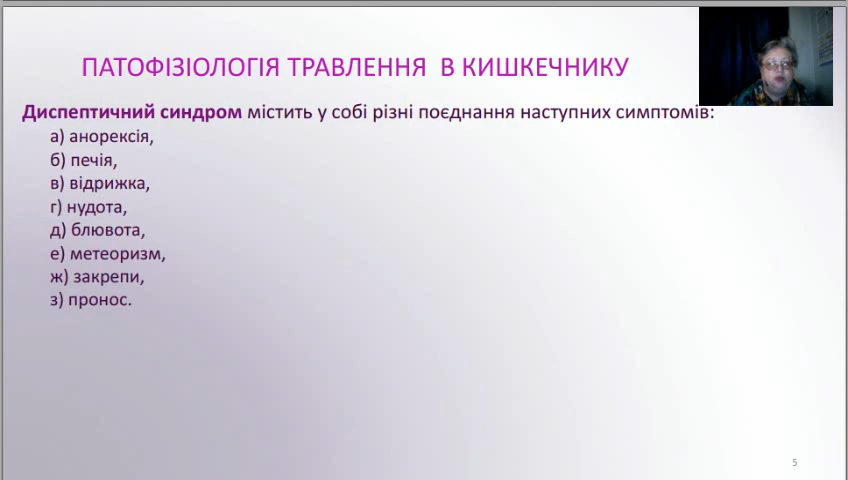 ПАТОФІЗІОЛОГІЯ ТРАВЛЕННЯ В КИШКЕЧНИКУ
Диспептичний синдром містить у собі різні поєднання наступних симптомів:
а) анорексія,
б) печія,
в) відрижка,
г) нудота,
д) блювота,
е) метеоризм,
ж) закрепи,
з) пронос.
5